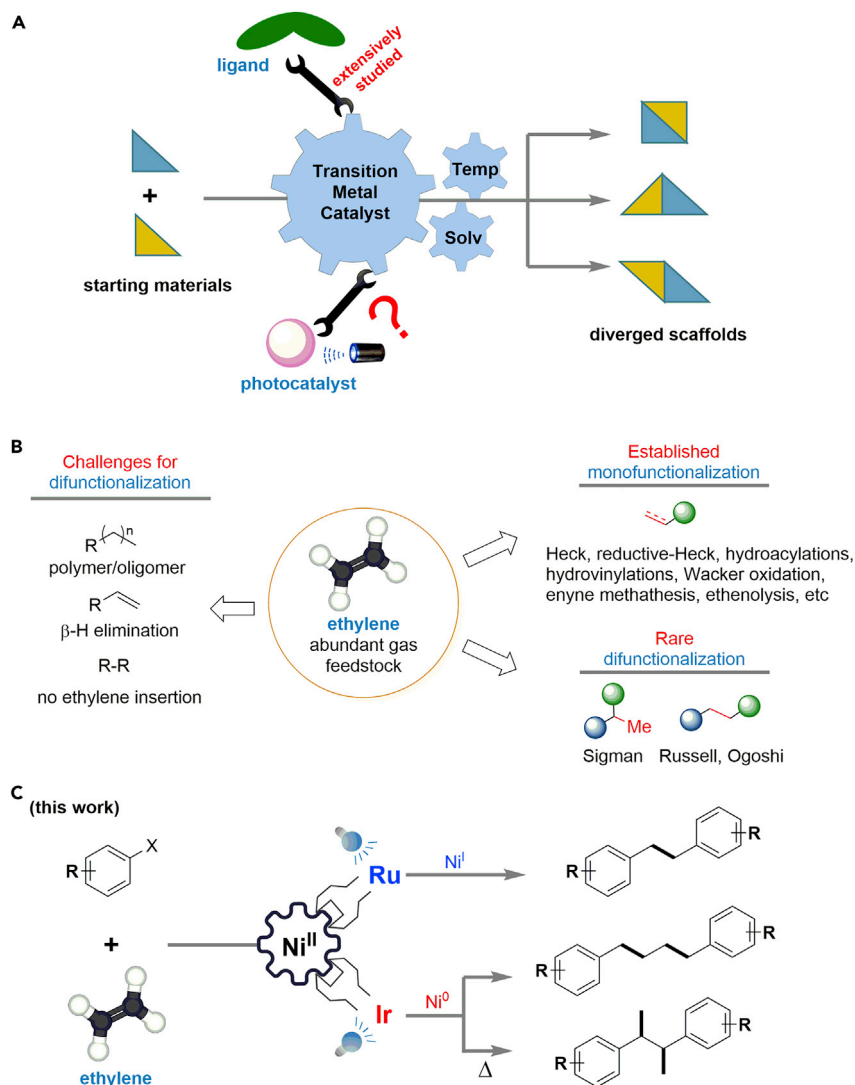 A
ligand
extensively
studied
Transition
Metal
Catalyst
Temp
Solv
+
starting materials
?
photocatalyst
diverged scaffolds
B
Challenges for
difunctionalization
R
n
polymer/oligomer
R
β-H elimination
R-R
no ethylene insertion
ethylene
abundant gas
feedstock
Established
monofunctionalization
Heck, reductive-Heck, hydroacylations,
hydrovinylations, Wacker oxidation,
enyne methathesis, ethenolysis, etc
Rare
difunctionalization
Me
Sigman
Russell, Ogoshi
C
(this work)
X
R
+
ethylene
Ni^II
Ru
Ni^I
Ir
Ni^0
Δ
R
R
R
R
R
R